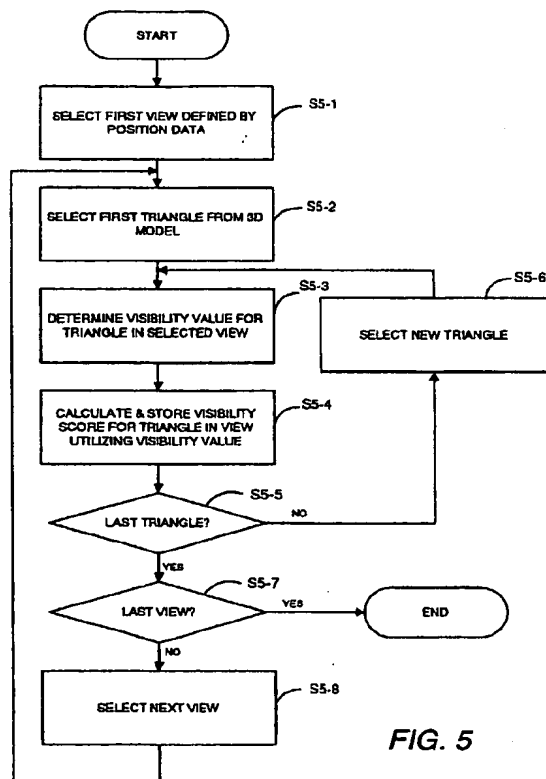 START
S5-1
SELECT FIRST VIEW DEFINED BY
POSITION DATA
S5-2
SELECT FIRST TRIANGLE FROM 3D
MODEL
S5-3
DETERMINE VISIBILITY VALUE FOR
TRIANGLE IN SELECTED VIEW
S5-6
SELECT NEW TRIANGLE
S5-4
CALCULATE & STORE VISIBILITY
SCORE FOR TRIANGLE IN VIEW
UTILIZING VISIBILITY VALUE
S5-5
LAST TRIANGLE?
NO
YES
S5-7
LAST VIEW?
YES
END
NO
S5-8
SELECT NEXT VIEW
FIG. 5